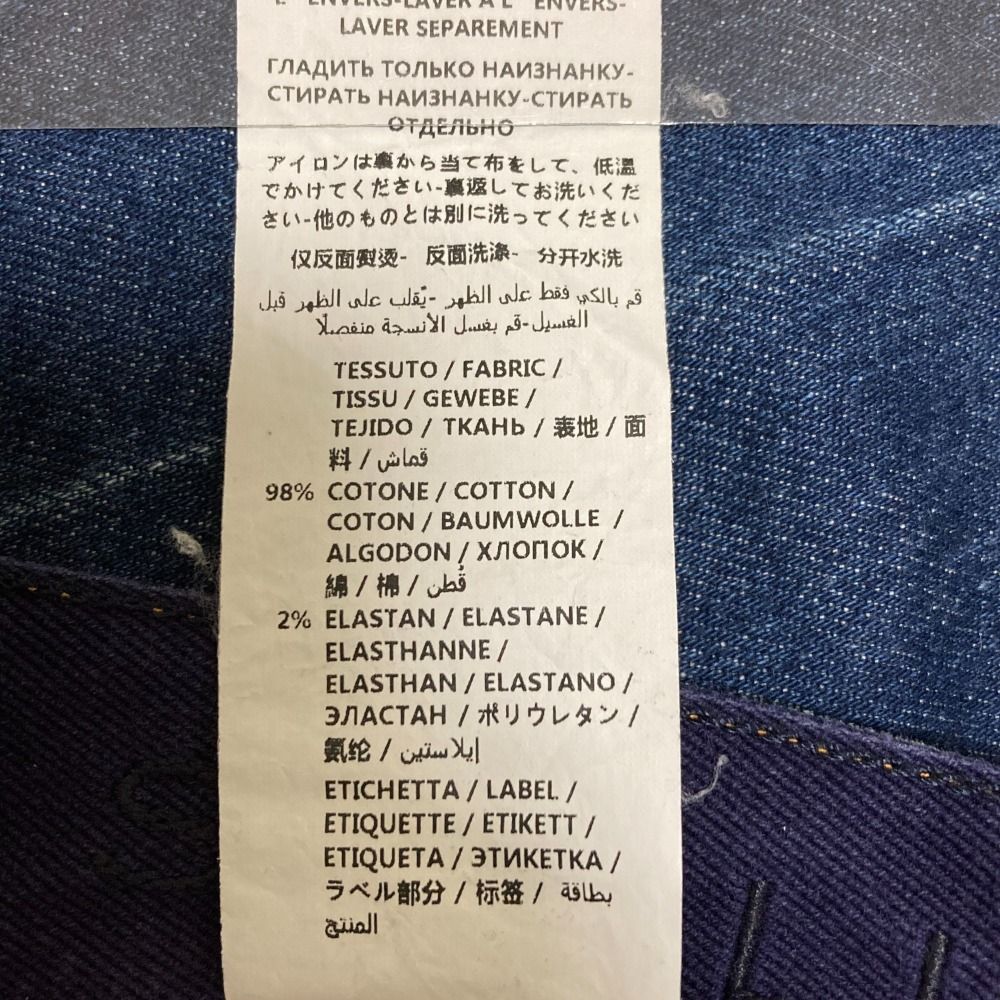 L' ENVERS-LAVER A L' ENVERS-
LAVER SEPAREMENT
ГЛАДИТЬ ТОЛЬКО НАИЗНАНКУ-
СТИРАТЬ НАИЗНАНКУ-СТИРАТЬ
ОТДЕЛЬНО
アイロンは裏から当て布をして、低温
でかけてください-裏返してお洗いくだ
さい-他のものとは別に洗ってください
仅反面熨烫- 反面洗涤- 分开水洗
قم بالكي فقط على الظهر -يُقلب على الظهر قبل
الغسيل-قم بغسل الأنسجة منفصلًا
TESSUTO / FABRIC /
TISSU / GEWEBE /
TEJIDO / ТКАНЬ / 表地 / 面
料 / قماش
98% COTONE / COTTON /
COTON / BAUMWOLLE /
ALGODON / ХЛОПОК /
綿 / 棉 / قُطن
2% ELASTAN / ELASTANE /
ELASTHANNE /
ELASTHAN / ELASTANO /
ЭЛАСТАН / ポリウレタン /
氨纶 / إيلاستين
ETICHETTA / LABEL /
ETIQUETTE / ETIKETT /
ETIQUETA / ЭТИКЕТКА /
ラベル部分 / 标签 / بطاقة
المنتج